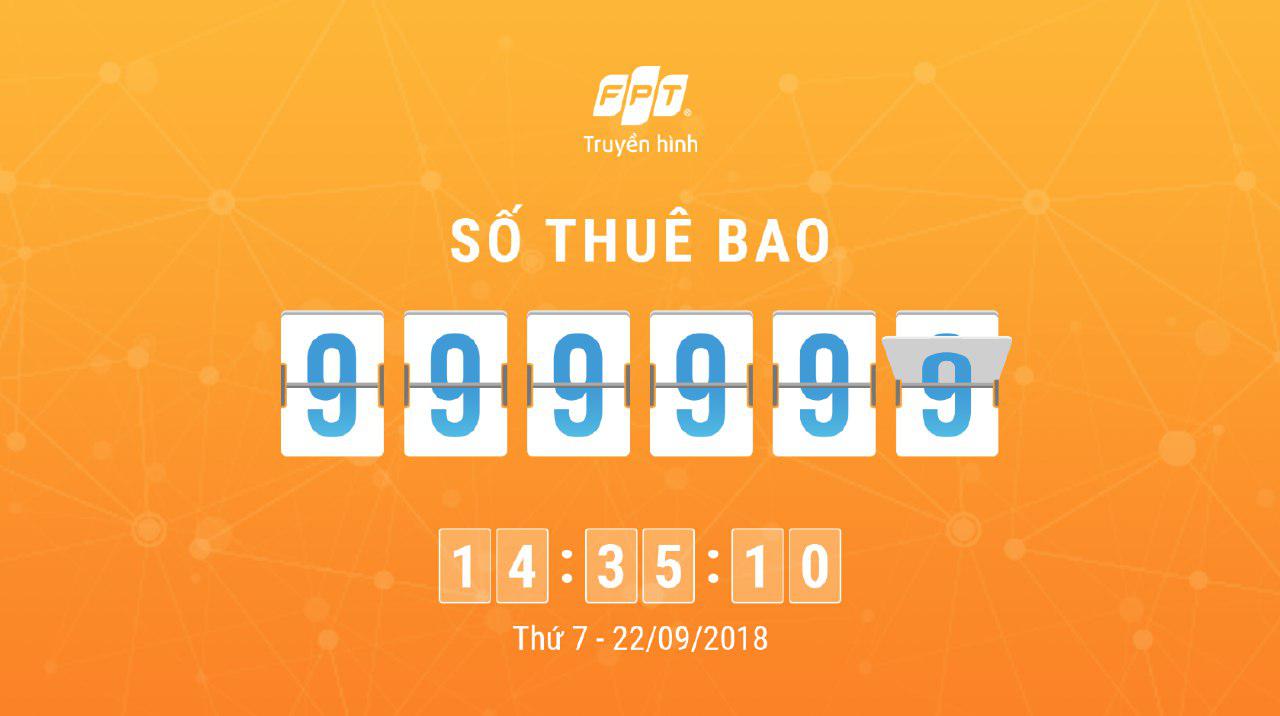 FPT®
Truyền hình
SỐ THUÊ BAO
999999
14:35:10
Thứ 7 - 22/09/2018